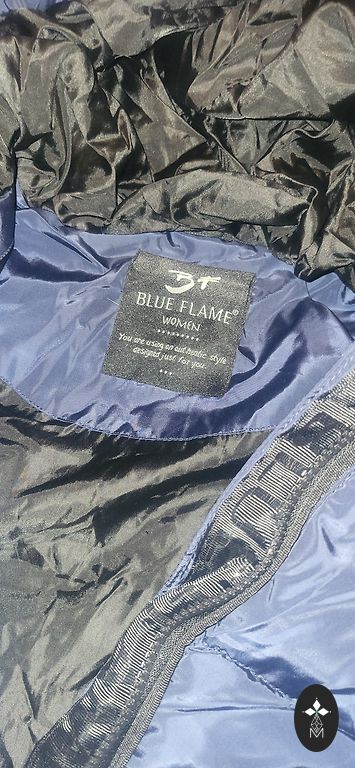 BF
BLUE FLAME®
WOMEN
You are using an authentic style
designed just for you.
M